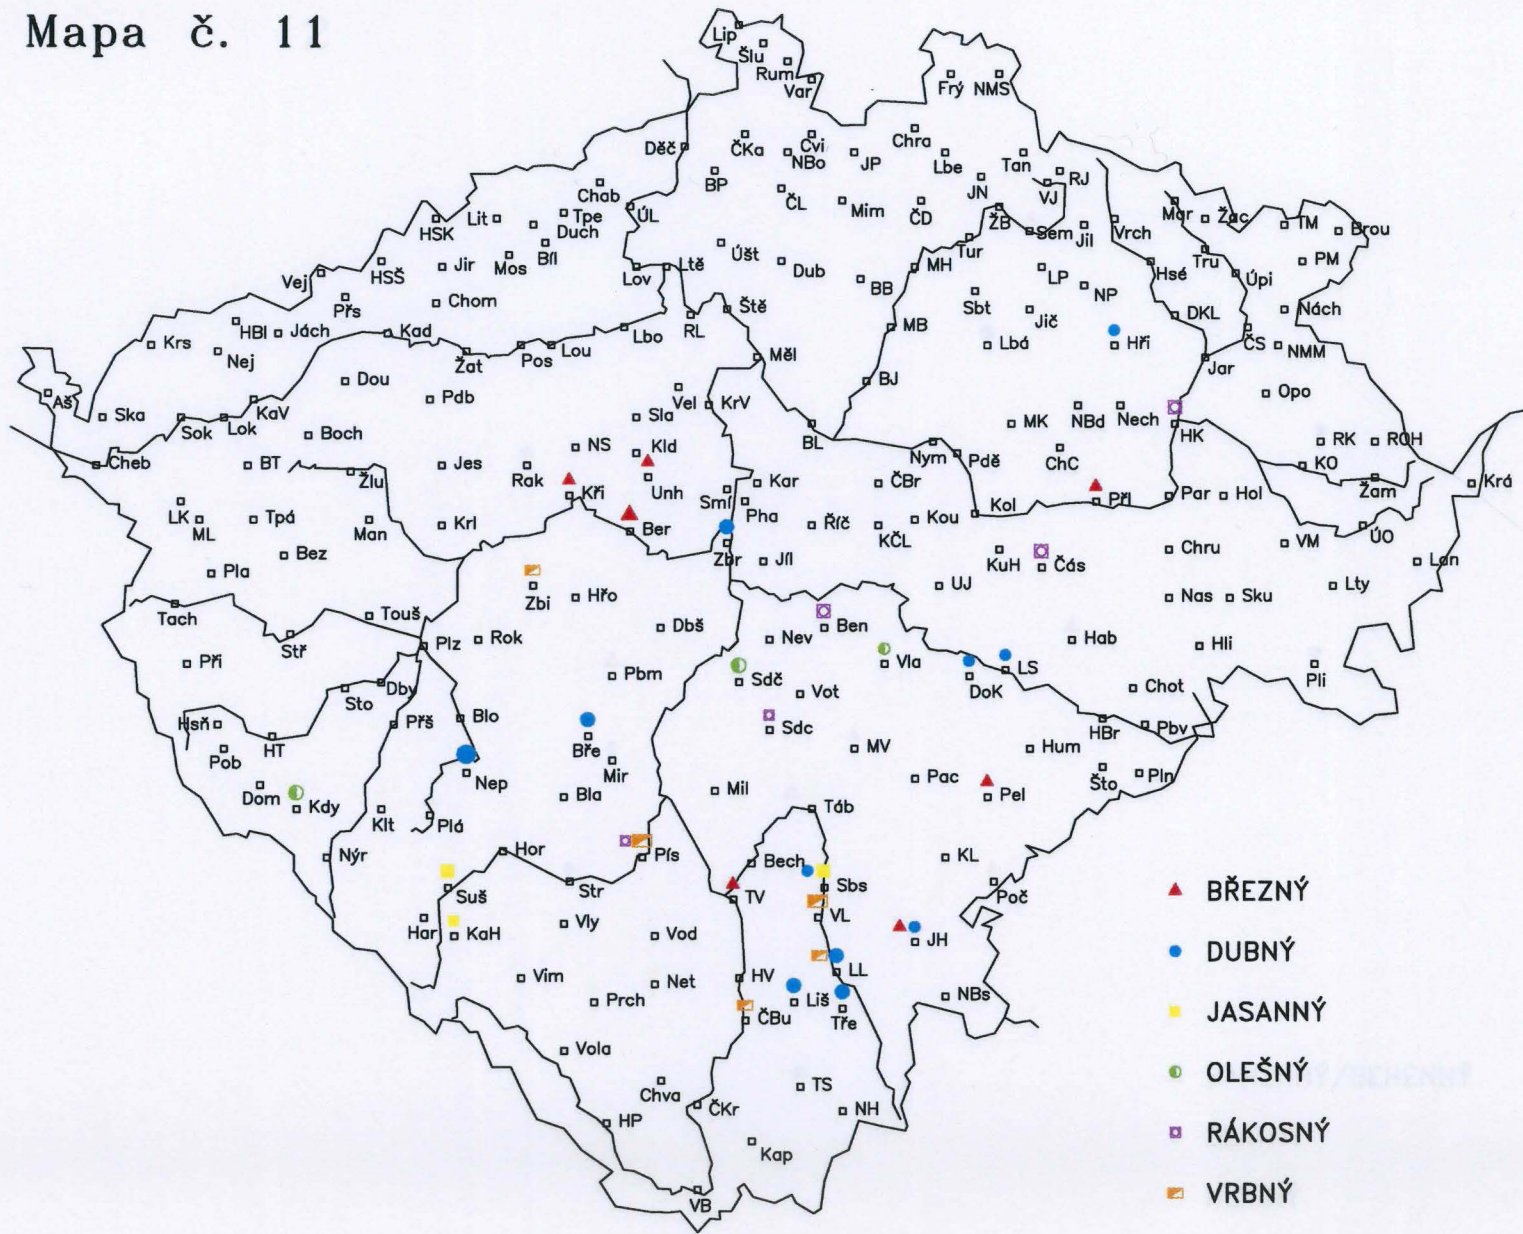 Mapa č. 11
Lip
Šlu
Rum
Var
Frý NMS
Děč
ČKa
NBo
Cvi
JP
Chra
Lbe
Tan
RJ
VJ
JN
BP
ČL
Mim
ČD
ŽB
Sem
Jil
Vrch
Mar
Žac
TM
Brou
Chab
Tpe
Duch
Lit
HSK
ÚL
Bíl
Mos
Jir
HSŠ
Vej
Přs
Chom
Lov
Ltě
Úšt
Dub
BB
MH
Tur
LP
NP
Hsé
Tru
Úpi
PM
Sbt
Jič
DKL
Nách
Krs
HBl
Jách
Nej
Kad
Žat
Pos
Lou
Lbo
RL
Ště
Měl
MB
Lbá
Hři
Jar
ČS
NMM
Aš
Ska
Sok
Lok
KaV
Dou
Pdb
Vel
KrV
BJ
Sla
BL
MK
NBd
Nech
HK
Opo
Cheb
BT
Boch
Žlu
Jes
Rak
NS
Kld
Unh
Nym
Pdě
ChC
RK
ROH
KO
Žam
Krá
LK
ML
Tpá
Man
Krl
Kři
Ber
Smí
Kar
Pha
Říč
ČBr
KČL
Kou
Kol
Přl
Par
Hol
ÚO
VM
Lan
Bez
Pla
Zbr
Jíl
KuH
Čás
Chru
Tach
Stř
Touš
Zbi
Hřo
UJ
Nas
Sku
Lty
Plz
Rok
Dbš
Nev
Ben
Hab
Hli
Při
Sto
Dby
Pbm
Sdč
Vot
Vla
DoK
LS
Chot
Pli
Hsň
HT
Přš
Blo
Bře
Sdc
MV
Hum
HBr
Pbv
Pob
Dom
Kdy
Klt
Nep
Plá
Mir
Bla
Mil
Pac
Pel
Što
Pln
Nýr
Hor
Str
Pís
Táb
Bech
KL
Suš
TV
Sbs
Poč
BŘEZNÝ
Har
KaH
Vly
Vod
VL
JH
DUBNÝ
Vim
Prch
Net
HV
Liš
LL
NBs
JASANNÝ
ČBu
Tře
Vola
Chva
ČKr
TS
NH
OLEŠNÝ
HP
Kap
RÁKOSNÝ
VB
VRBNÝ